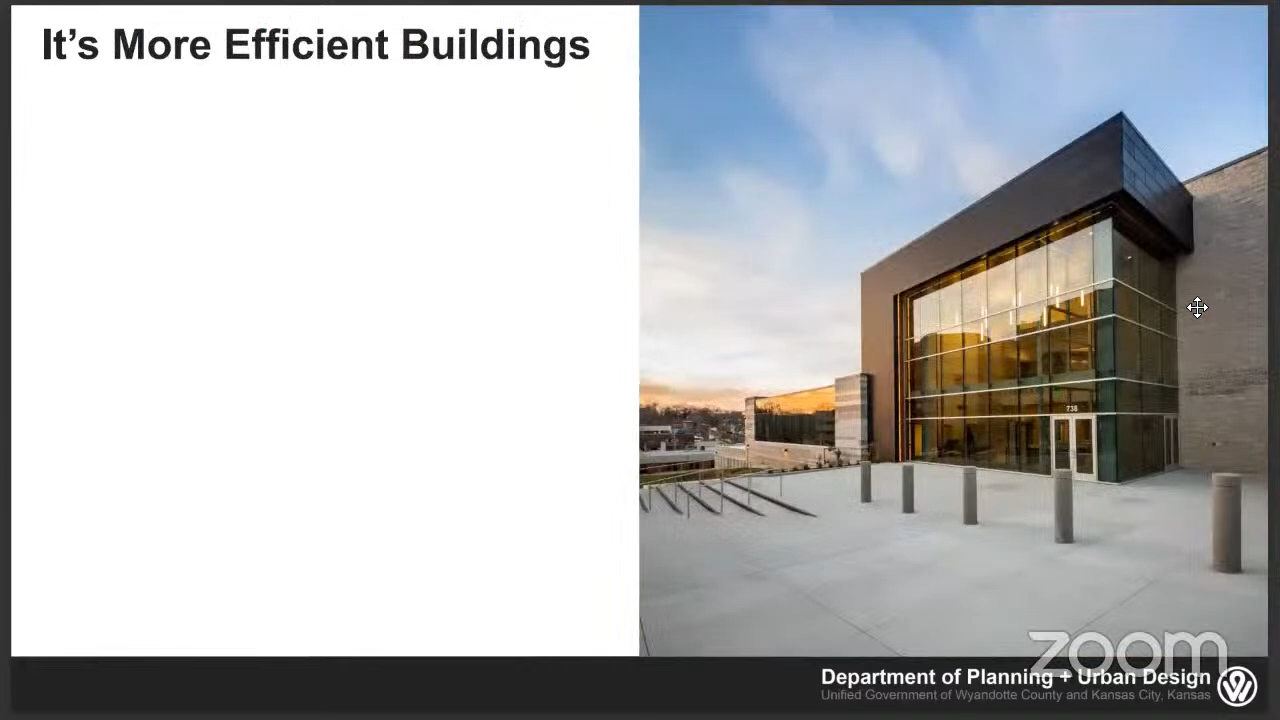 It's More Efficient Buildings
738
zoom
Department of Planning + Urban Design
Unified Government of Wyandotte County and Kansas City, Kansas